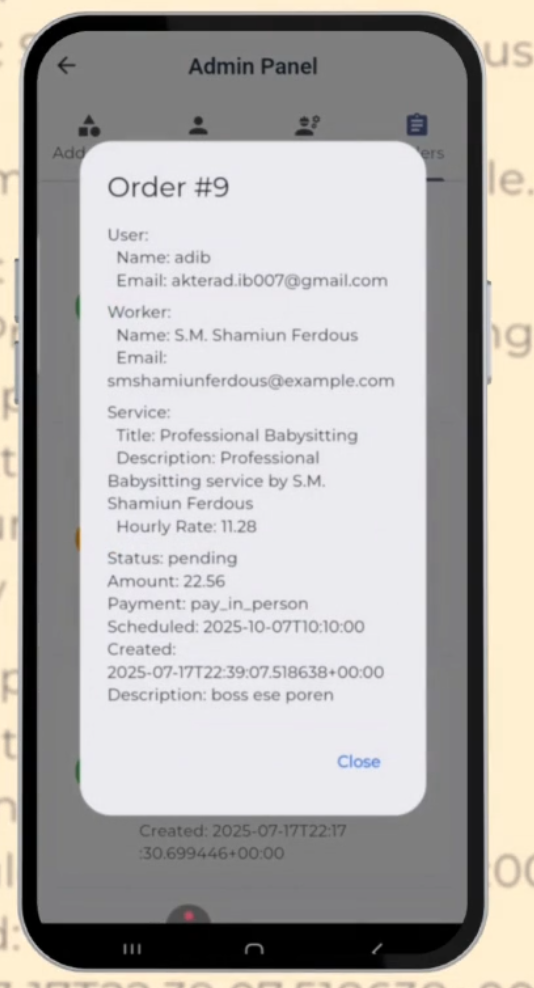 Admin Panel
Add
ers
Order #9
User:
Name: adib
Email: akterad.ib007@gmail.com
Worker:
Name: S.M. Shamiun Ferdous
Email:
smshamiunferdous@example.com
Service:
Title: Professional Babysitting
Description: Professional
Babysitting service by S.M.
Shamiun Ferdous
Hourly Rate: 11.28
Status: pending
Amount: 22.56
Payment: pay_in_person
Scheduled: 2025-10-07T10:10:00
Created:
2025-07-17T22:39:07.518638+00:00
Description: boss ese poren
Close
Created: 2025-07-17T22:17
:30.699446+00:00